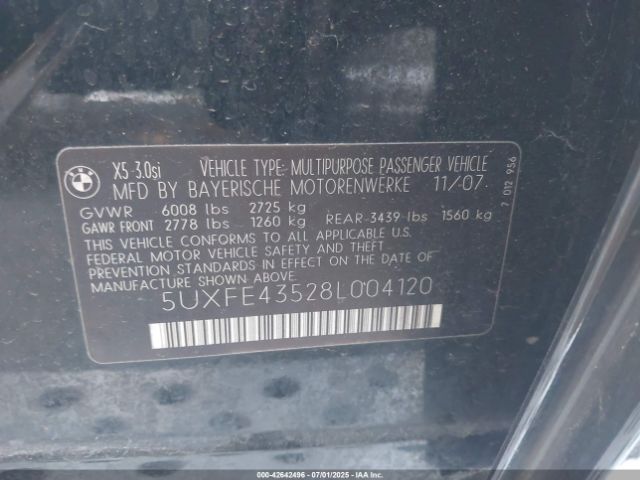 X5 3.0si VEHICLE TYPE: MULTIPURPOSE PASSENGER VEHICLE
MFD BY BAYERISCHE MOTORENWERKE 11/07
GVWR 6008 lbs 2725 kg
GAWR FRONT 2778 lbs 1260 kg REAR 3439 lbs 1560 kg
THIS VEHICLE CONFORMS TO ALL APPLICABLE U.S.
FEDERAL MOTOR VEHICLE SAFETY AND THEFT
PREVENTION STANDARDS IN EFFECT ON THE DATE OF
MANUFACTURE SHOWN ABOVE.
5UXFE43528L004120
7 012 956
000-42642496 - 07/01/2025 - IAAI.COM